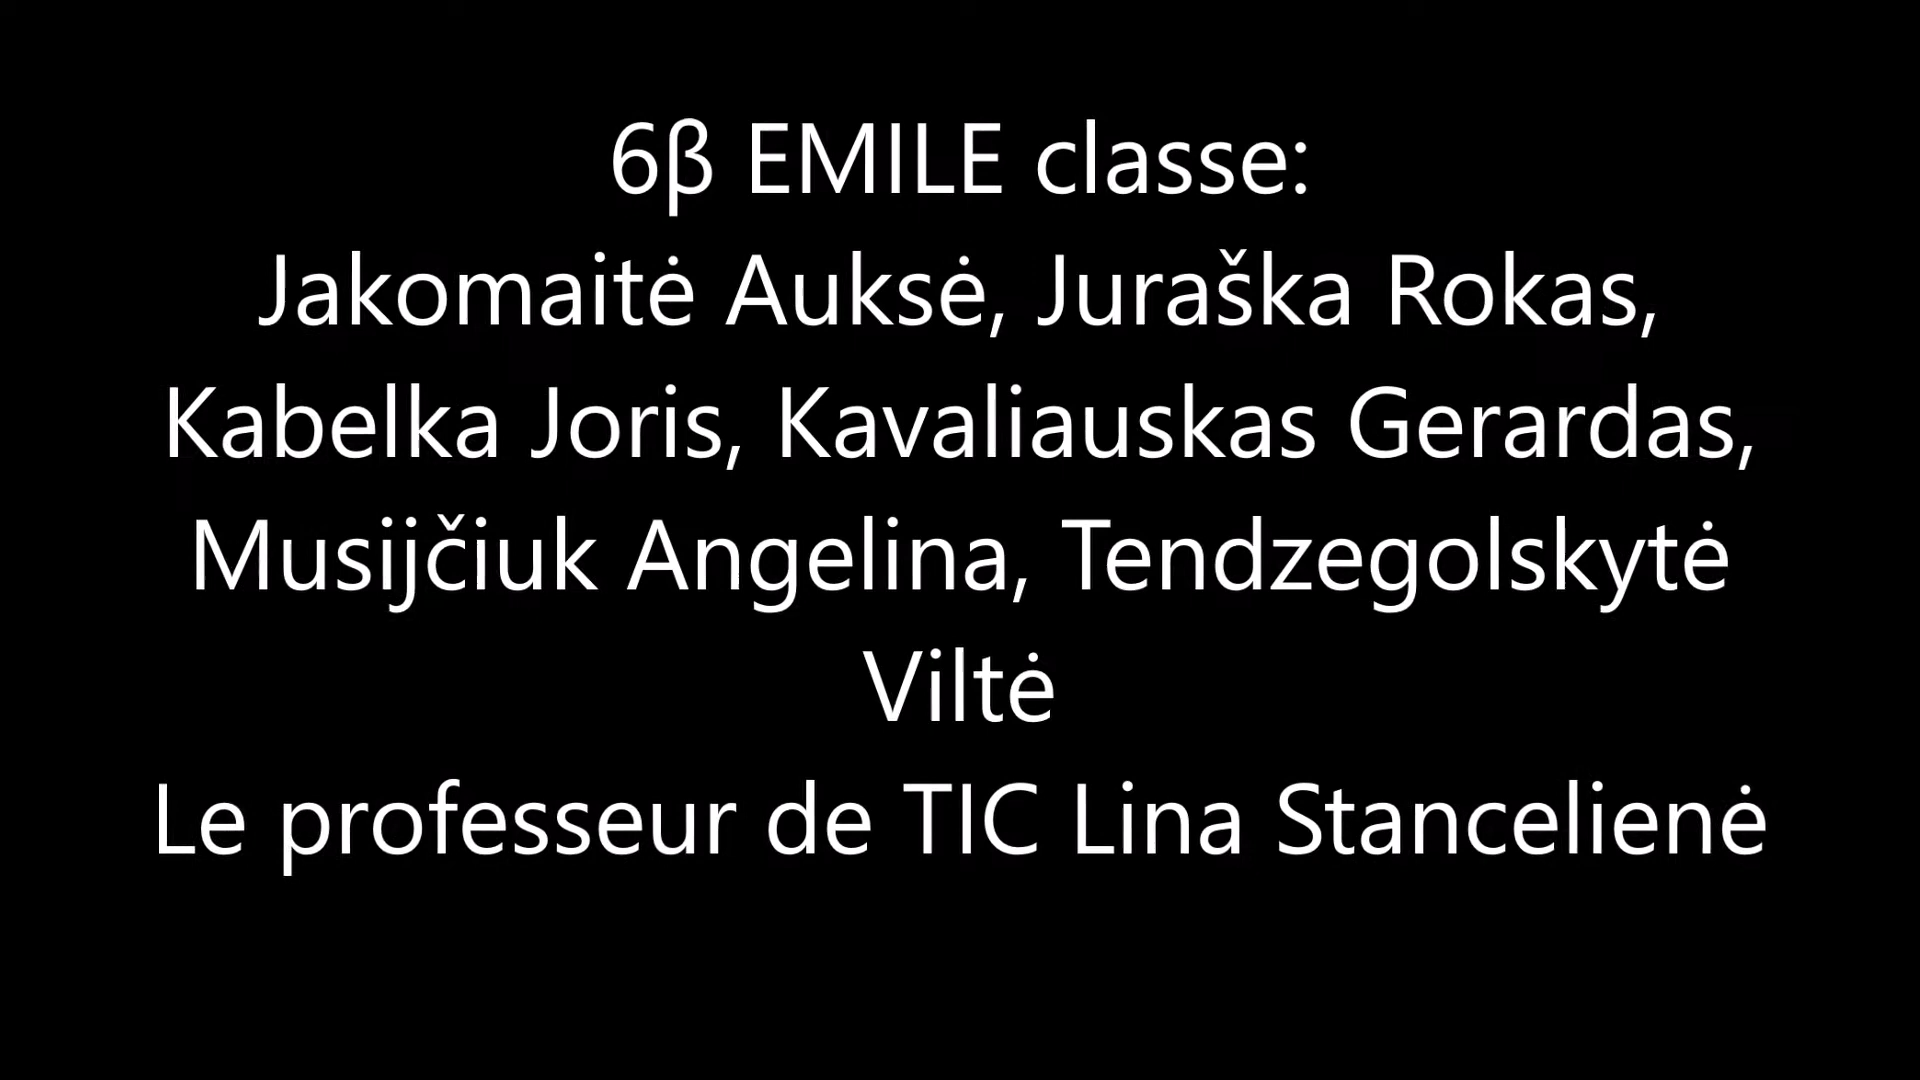 6β EMILE classe:
Jakomaitė Auksė, Juraška Rokas,
Kabelka Joris, Kavaliauskas Gerardas,
Musijčiuk Angelina, Tendzegolskytė
Viltė
Le professeur de TIC Lina Stancelienė